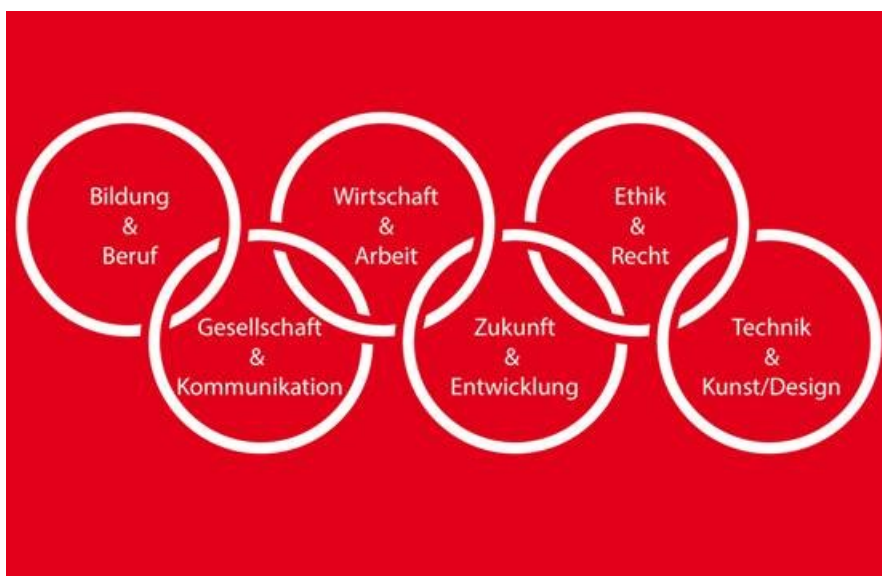 Bildung
&
Beruf
Wirtschaft
&
Arbeit
Ethik
&
Recht
Gesellschaft
&
Kommunikation
Zukunft
&
Entwicklung
Technik
&
Kunst/Design